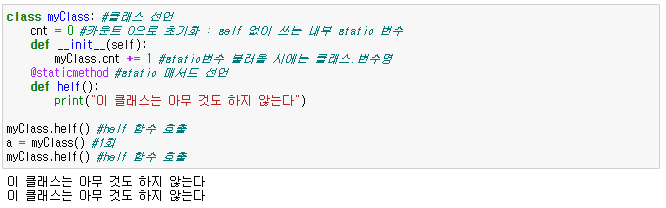 class myClass: #클래스 선언
cnt = 0 #카운트 0으로 초기화 : self 없이 쓰는 내부 static 변수
def __init__(self):
myClass.cnt += 1 #static변수 불러올 시에는 클래스.변수명
@staticmethod #static 매서드 선언
def helf():
print("이 클래스는 아무 것도 하지 않는다")
myClass.helf() #helf 함수 호출
a = myClass() #1회
myClass.helf() #helf 함수 호출
이 클래스는 아무 것도 하지 않는다
이 클래스는 아무 것도 하지 않는다